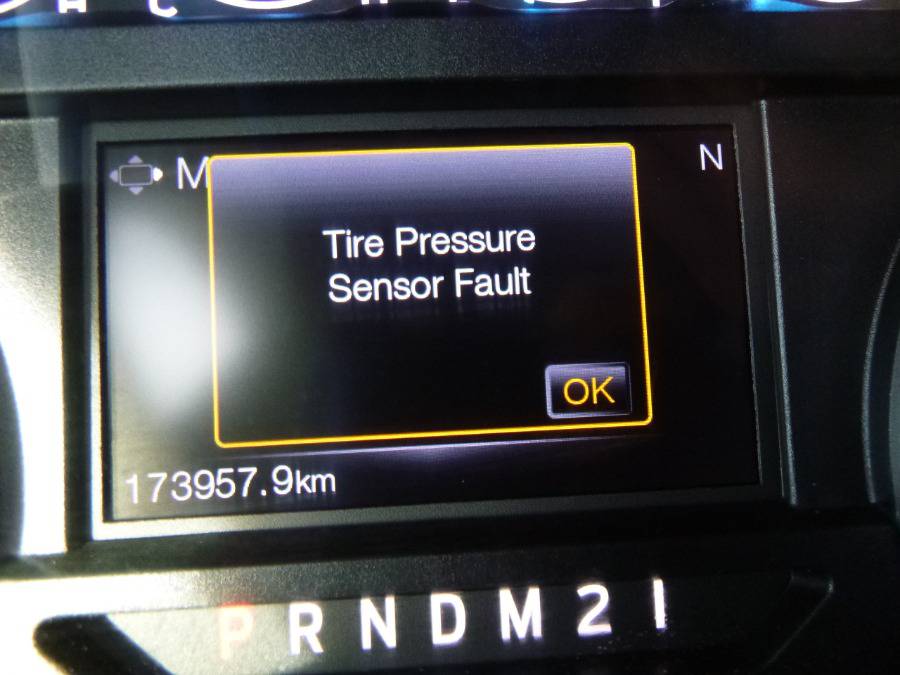 H C
M N
Tire Pressure
Sensor Fault
OK
173957.9km
P R N D M 2 1